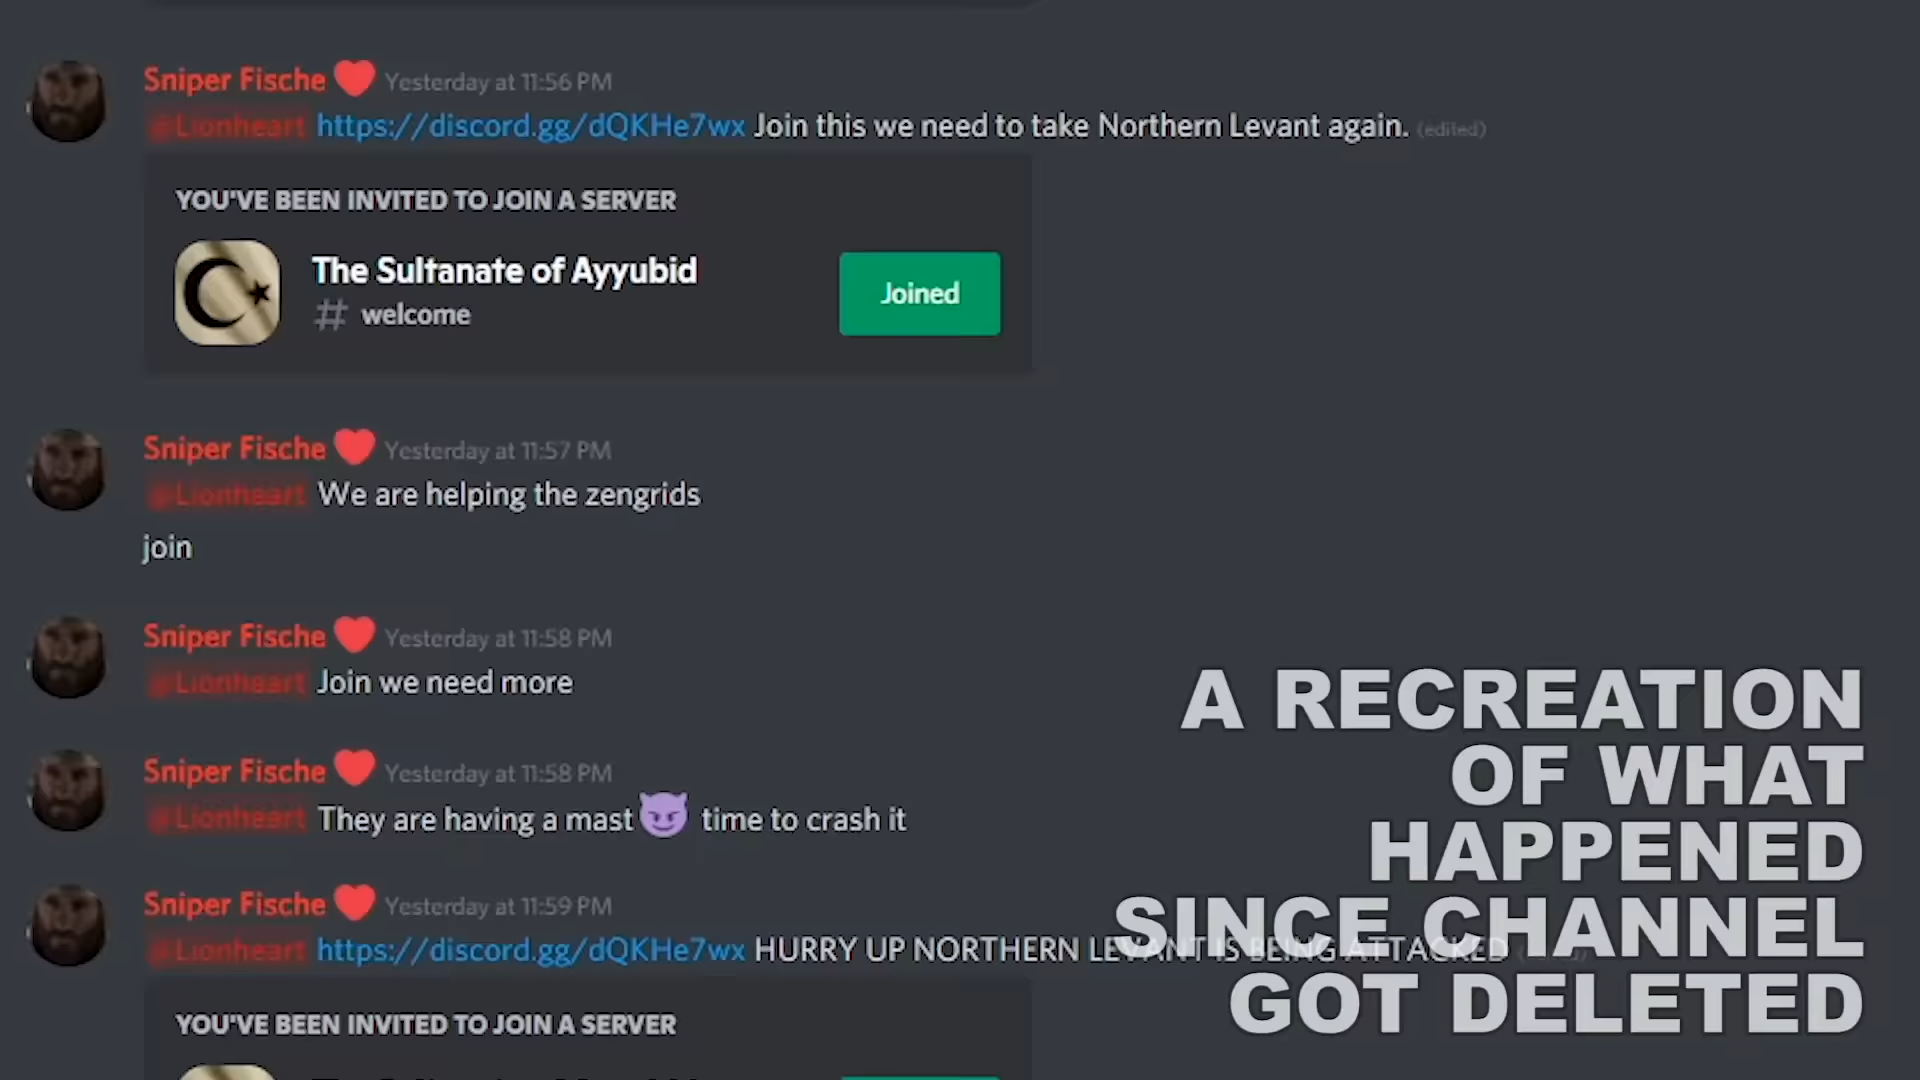 Sniper Fische Yesterday at 11:56 PM
@Lionheart https://discord.gg/dQKHe7wx Join this we need to take Northern Levant again. (edited)
YOU'VE BEEN INVITED TO JOIN A SERVER
The Sultanate of Ayyubid
# welcome
Joined
Sniper Fische Yesterday at 11:57 PM
@Lionheart We are helping the zengrids
join
Sniper Fische Yesterday at 11:58 PM
@Lionheart Join we need more
Sniper Fische Yesterday at 11:58 PM
@Lionheart They are having a mast 😈 time to crash it
Sniper Fische Yesterday at 11:59 PM
@Lionheart https://discord.gg/dQKHe7wx HURRY UP NORTHERN LEVANT IS BEING ATTACKED
YOU'VE BEEN INVITED TO JOIN A SERVER
A RECREATION
OF WHAT
HAPPENED
SINCE CHANNEL
GOT DELETED